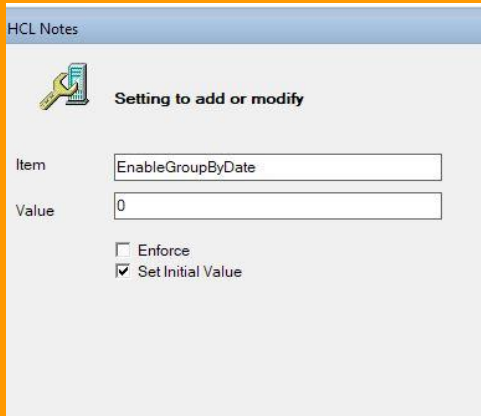 HCL Notes
Setting to add or modify
Item EnableGroupByDate
Value 0
Enforce
Set Initial Value